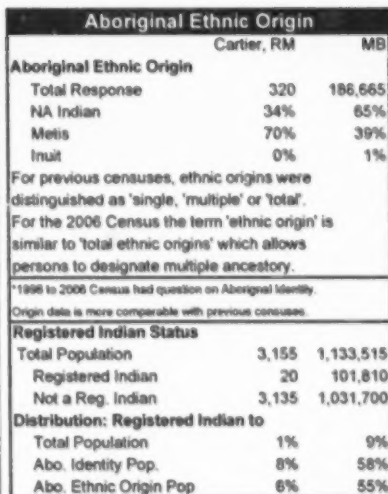 Aboriginal Ethnic Origin
Cartier, RM MB
Aboriginal Ethnic Origin
Total Response 320 186,665
NA Indian 34% 65%
Metis 70% 39%
Inuit 0% 1%
For previous censuses, ethnic origins were
distinguished as 'single, 'multiple' or 'total'.
For the 2006 Census the term 'ethnic origin' is
similar to 'total ethnic origins' which allows
persons to designate multiple ancestory.
*1996 to 2006 Census had question on Aborignal Identity.
Origin data is more comparable with previous censuses.
Registered Indian Status
Total Population 3,155 1,133,515
Registered Indian 20 101,810
Not a Reg. Indian 3,135 1,031,700
Distribution: Registered Indian to
Total Population 1% 9%
Abo. Identity Pop. 8% 58%
Abo. Ethnic Origin Pop 6% 55%